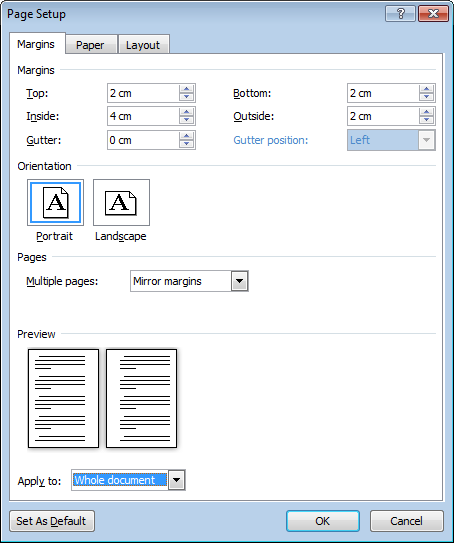 Page Setup
Margins Paper Layout
Margins
Top: 2 cm Bottom: 2 cm
Inside: 4 cm Outside: 2 cm
Gutter: 0 cm Gutter position: Left
Orientation
A A
Portrait Landscape
Pages
Multiple pages: Mirror margins
Preview
Apply to: Whole document
Set As Default OK Cancel